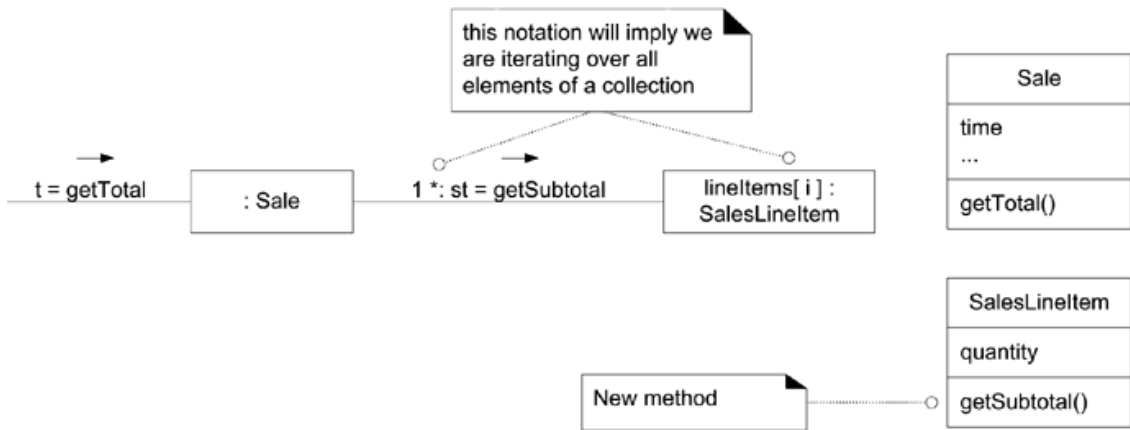 this notation will imply we
are iterating over all
elements of a collection
t = getTotal
: Sale
1 *: st = getSubtotal
lineItems[ i ] :
SalesLineItem
Sale
time
...
getTotal()
SalesLineItem
quantity
getSubtotal()
New method